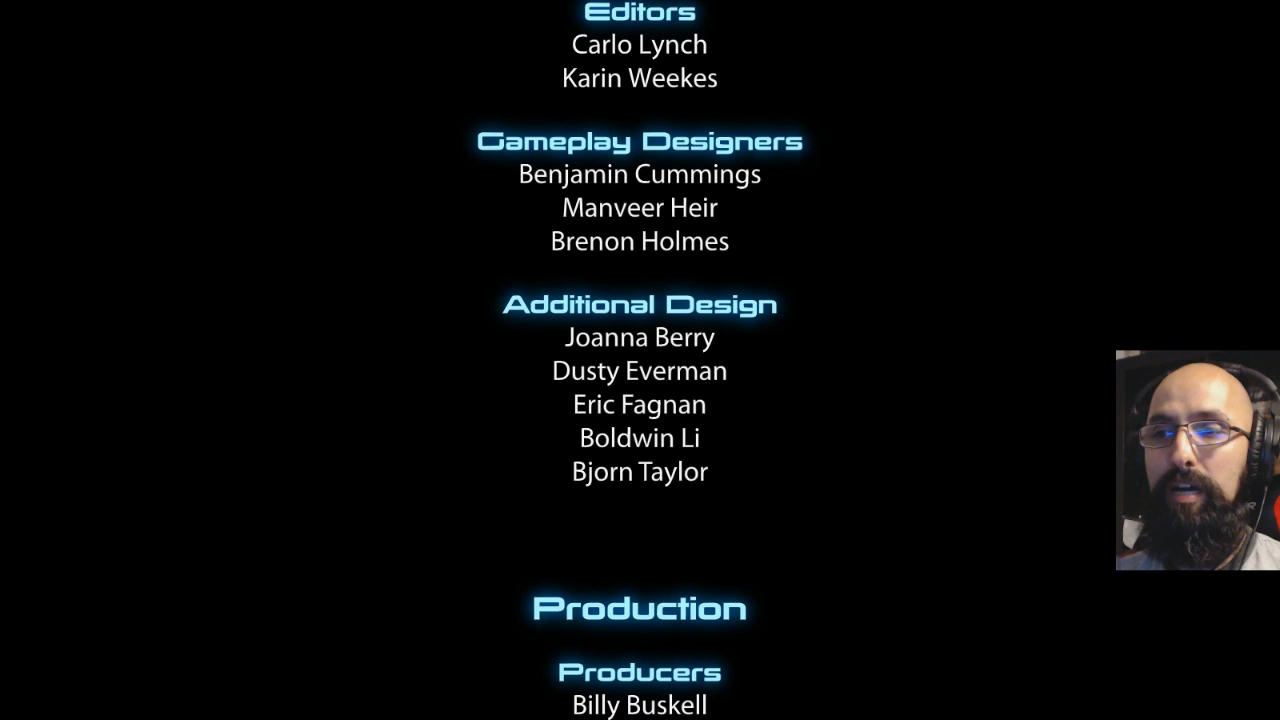 Editors
Carlo Lynch
Karin Weekes
Gameplay Designers
Benjamin Cummings
Manveer Heir
Brenon Holmes
Additional Design
Joanna Berry
Dusty Everman
Eric Fagnan
Boldwin Li
Bjorn Taylor
Production
Producers
Billy Buskell